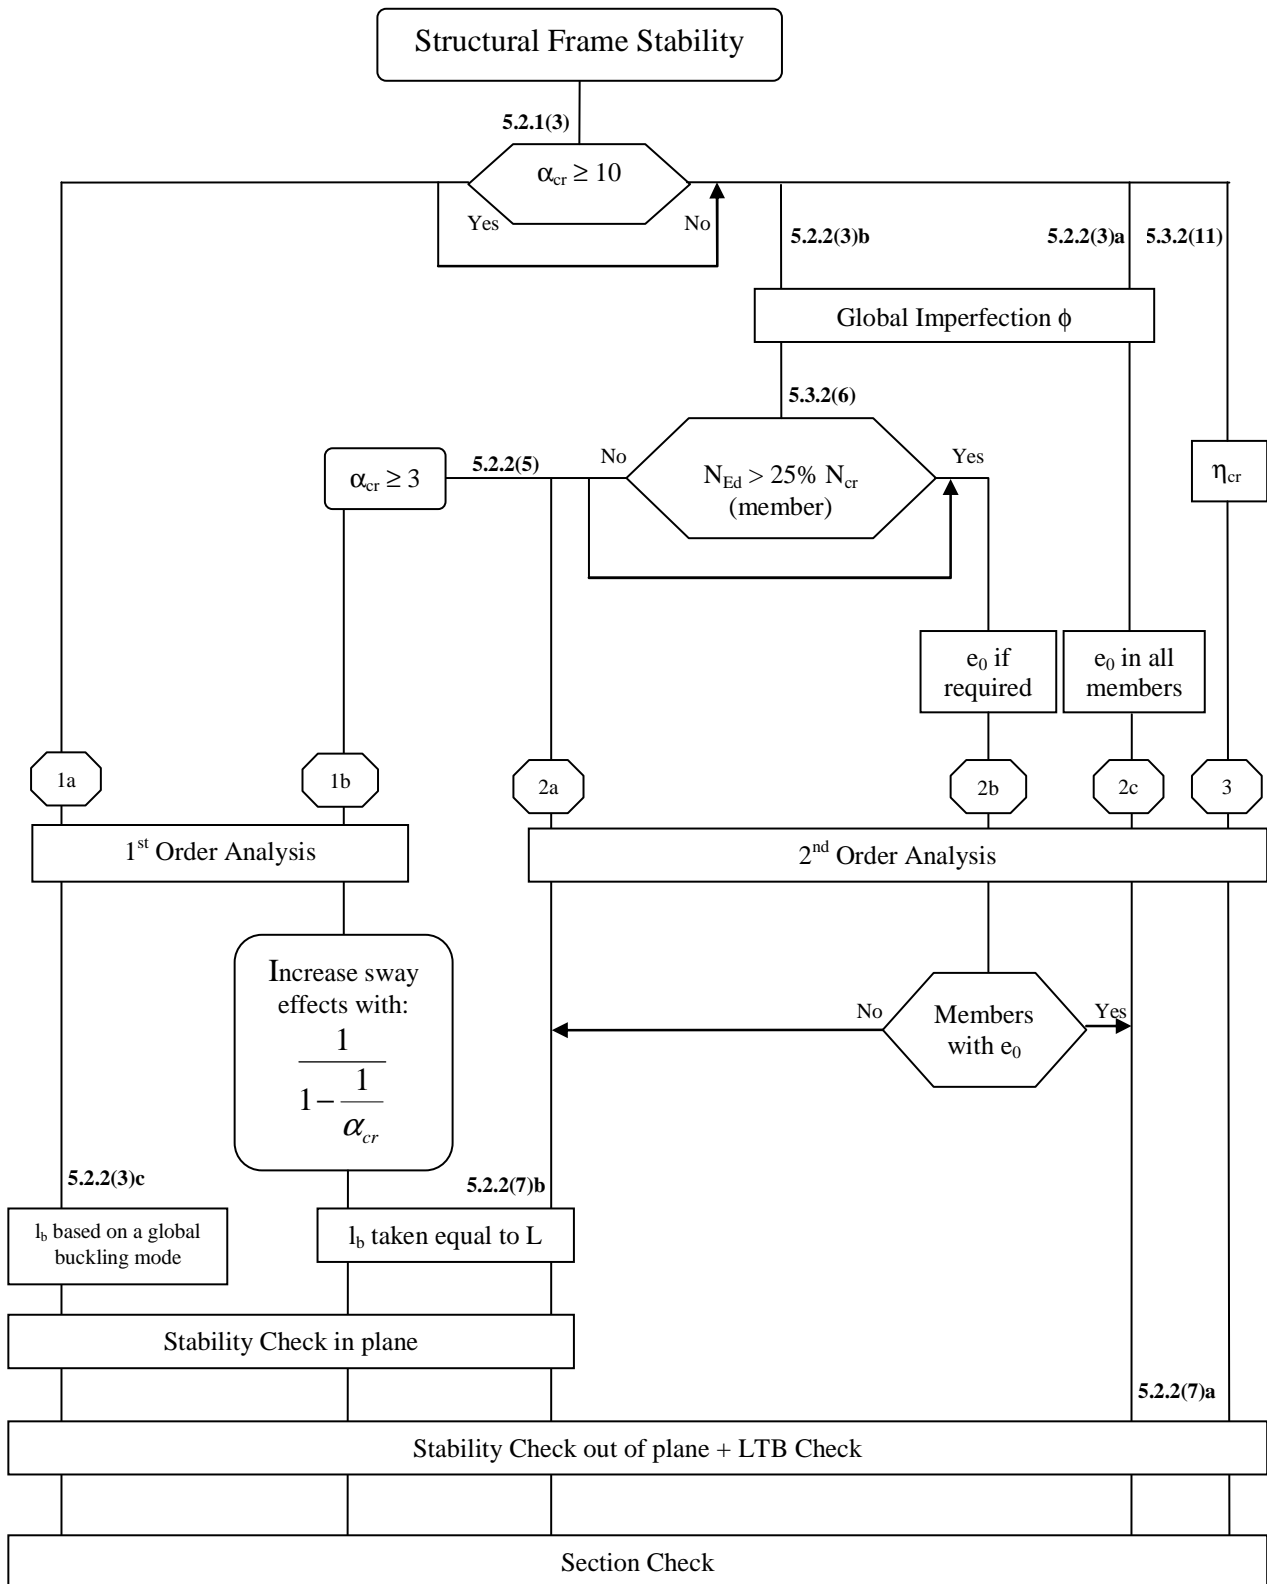 Structural Frame Stability
5.2.1(3)
αcr ≥ 10
Yes
No
5.2.2(3)b
5.2.2(3)a
5.3.2(11)
Global Imperfection ϕ
5.3.2(6)
αcr ≥ 3
5.2.2(5)
No
NEd > 25% Ncr
(member)
Yes
ηcr
e0 if
required
e0 in all
members
1a
1b
2a
2b
2c
3
1st Order Analysis
2nd Order Analysis
Increase sway
effects with:
1
1 − 1
αcr
No
Members
with e0
Yes
5.2.2(3)c
5.2.2(7)b
lb based on a global
buckling mode
lb taken equal to L
Stability Check in plane
5.2.2(7)a
Stability Check out of plane + LTB Check
Section Check